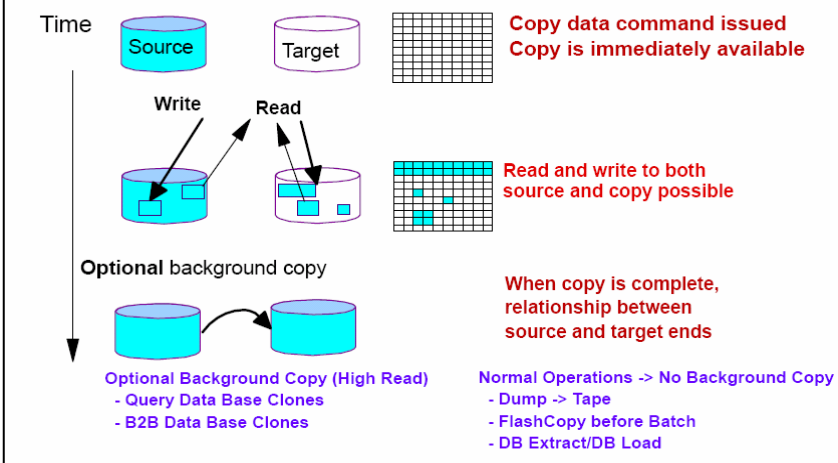 Time
Source
Target
Copy data command issued
Copy is immediately available
Write
Read
Read and write to both
source and copy possible
Optional background copy
When copy is complete,
relationship between
source and target ends
Optional Background Copy (High Read)
- Query Data Base Clones
- B2B Data Base Clones
Normal Operations -> No Background Copy
- Dump -> Tape
- FlashCopy before Batch
- DB Extract/DB Load